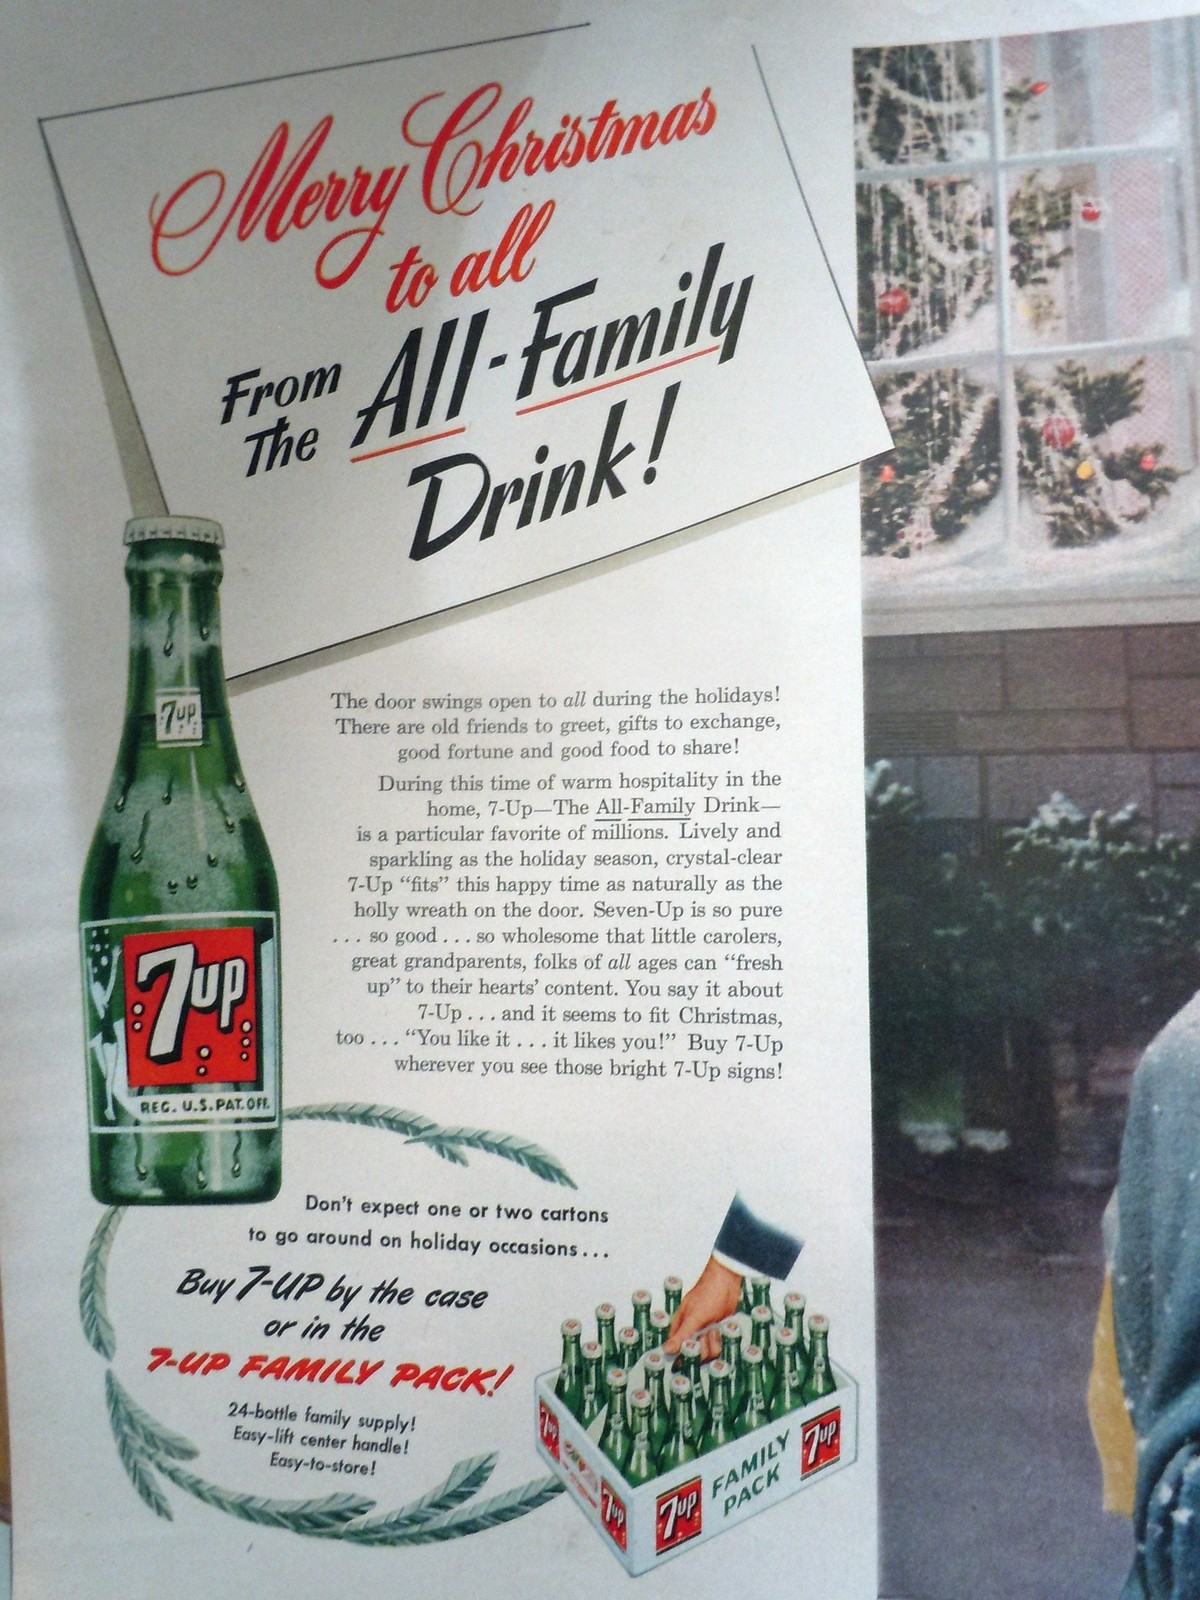 Merry Christmas
to all
From
The
All-Family
Drink!
7up
The door swings open to all during the holidays!
There are old friends to greet, gifts to exchange,
good fortune and good food to share!
During this time of warm hospitality in the
home, 7-Up—The All-Family Drink—
is a particular favorite of millions. Lively and
sparkling as the holiday season, crystal-clear
7-Up “fits” this happy time as naturally as the
holly wreath on the door. Seven-Up is so pure
. . . so good . . . so wholesome that little carolers,
great grandparents, folks of all ages can “fresh
up” to their hearts’ content. You say it about
7-Up . . . and it seems to fit Christmas,
too . . . “You like it . . . it likes you!” Buy 7-Up
wherever you see those bright 7-Up signs!
7up
REG. U.S. PAT. OFF.
Don't expect one or two cartons
to go around on holiday occasions...
Buy 7-UP by the case
or in the
7-UP FAMILY PACK!
24-bottle family supply!
Easy-lift center handle!
Easy-to-store!
7up
7up
7up
FAMILY
PACK
7up